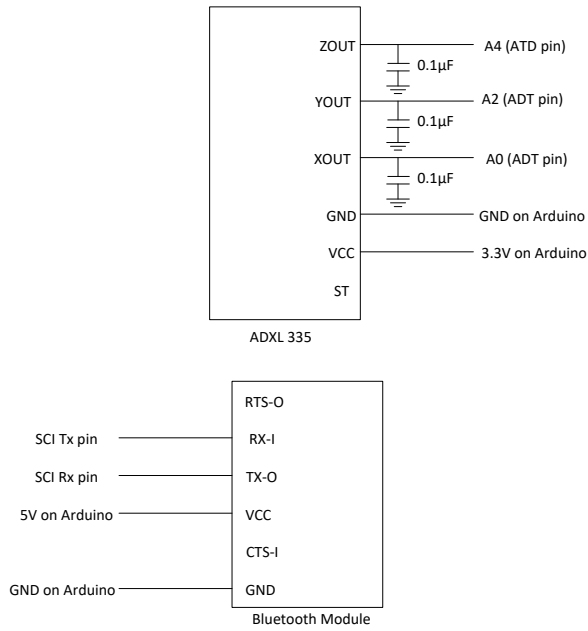 ZOUT A4 (ATD pin)
0.1µF
YOUT A2 (ADT pin)
0.1µF
XOUT A0 (ADT pin)
0.1µF
GND GND on Arduino
VCC 3.3V on Arduino
ST
ADXL 335
RTS-O
SCI Tx pin RX-I
SCI Rx pin TX-O
5V on Arduino VCC
CTS-I
GND on Arduino GND
Bluetooth Module